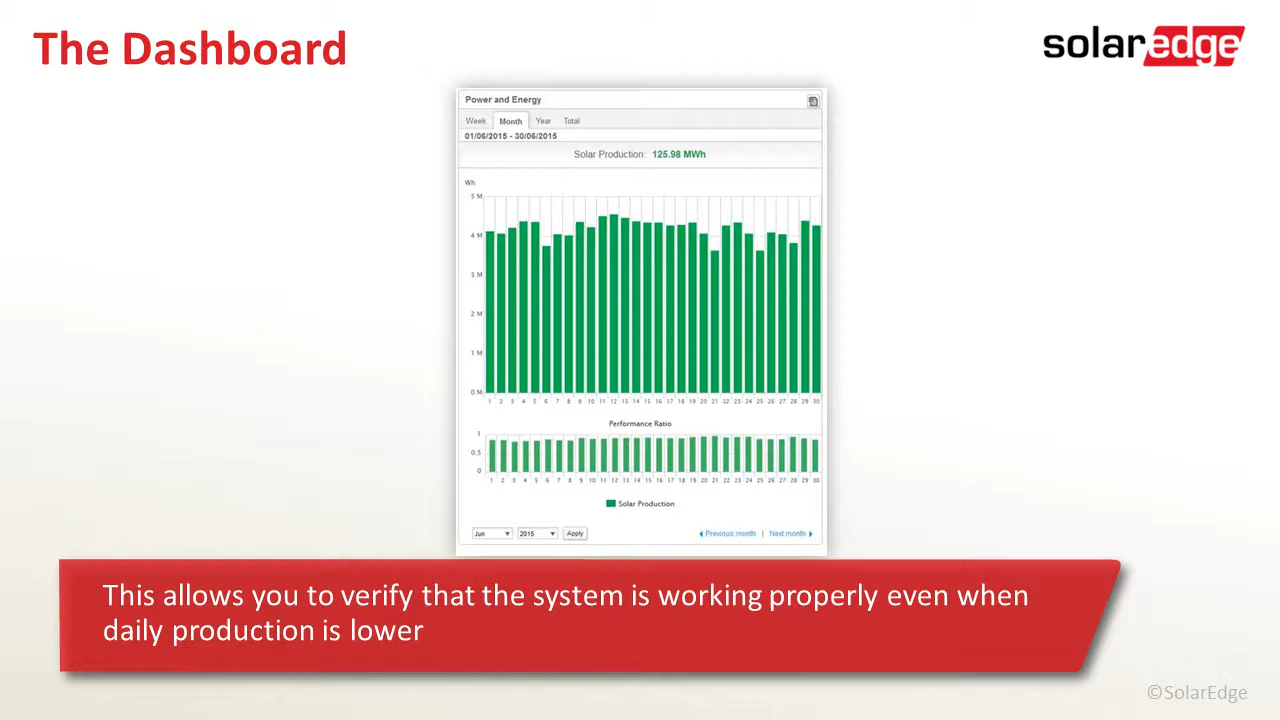 The Dashboard
solaredge
Power and Energy
Week Month Year Total
01/06/2015 - 30/06/2015
Solar Production: 125.98 MWh
Wh
5 M
4 M
3 M
2 M
1 M
0 M
1 2 3 4 5 6 7 8 9 10 11 12 13 14 15 16 17 18 19 20 21 22 23 24 25 26 27 28 29 30
Performance Ratio
1
0.5
0
1 2 3 4 5 6 7 8 9 10 11 12 13 14 15 16 17 18 19 20 21 22 23 24 25 26 27 28 29 30
Solar Production
Jun 2015 Apply Previous month | Next month
This allows you to verify that the system is working properly even when
daily production is lower
©SolarEdge